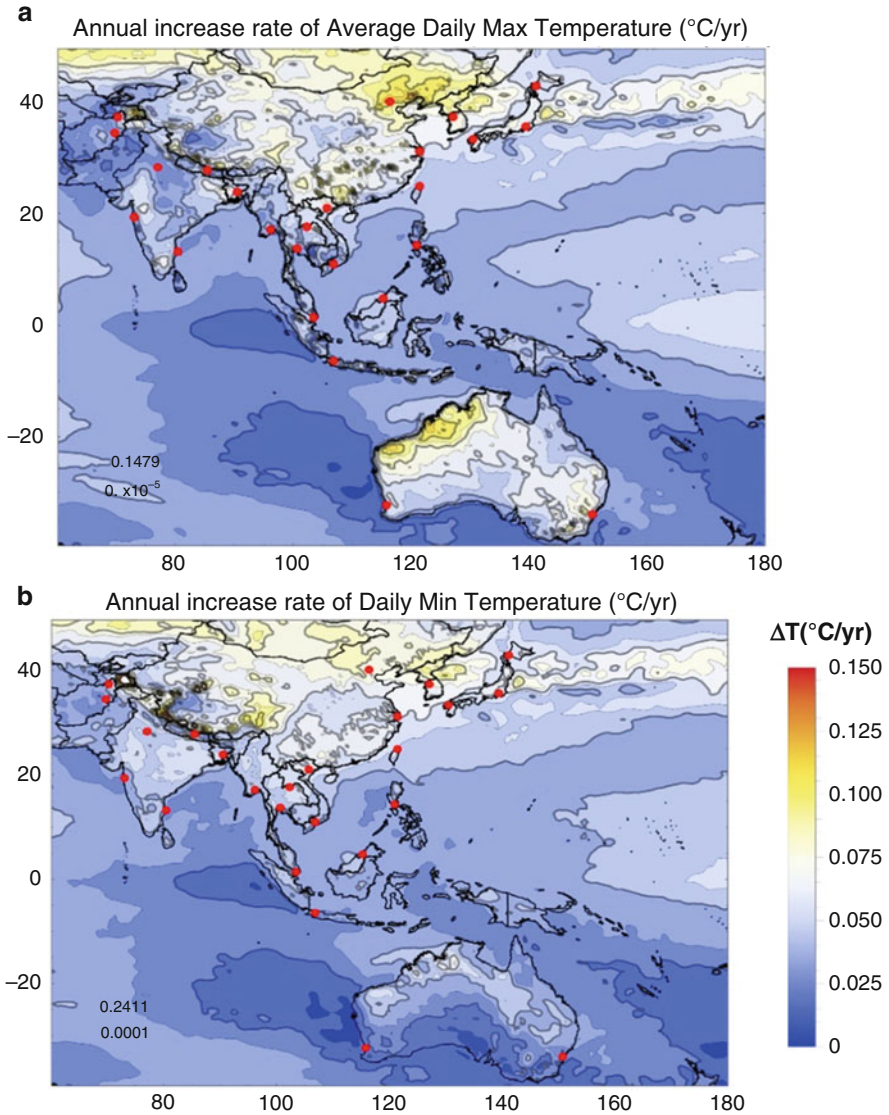 a
Annual increase rate of Average Daily Max Temperature (°C/yr)
40
20
0
–20
0.1479
0. x10⁻⁵
80 100 120 140 160 180
b
Annual increase rate of Daily Min Temperature (°C/yr)
40
20
0
–20
0.2411
0.0001
80 100 120 140 160 180
ΔT(°C/yr)
0.150
0.125
0.100
0.075
0.050
0.025
0